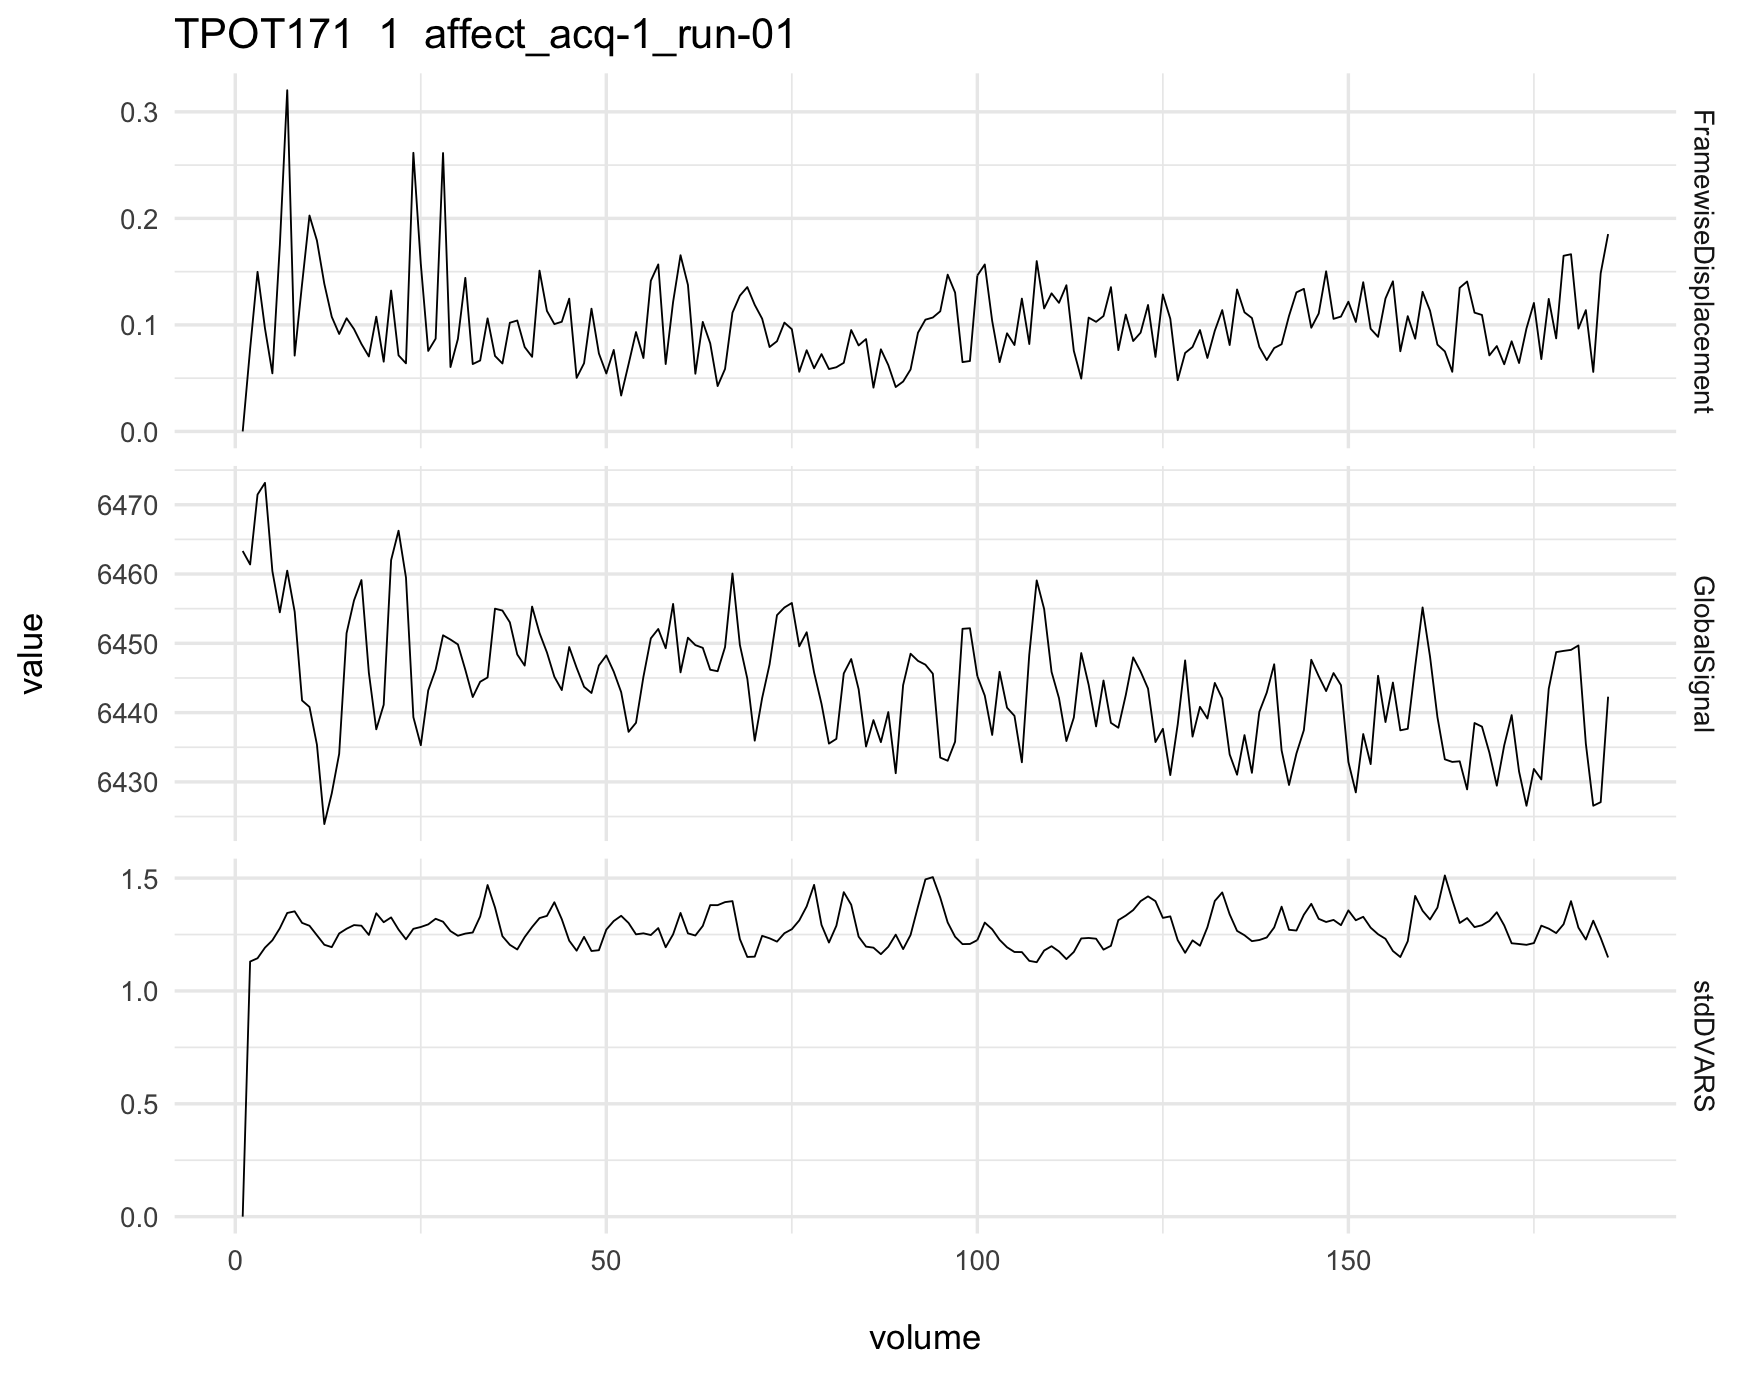 TPOT171 1 affect_acq-1_run-01
0.3
0.2
0.1
0.0
FramewiseDisplacement
6470
6460
6450
6440
6430
GlobalSignal
value
1.5
1.0
0.5
0.0
stdDVARS
0 50 100 150
volume